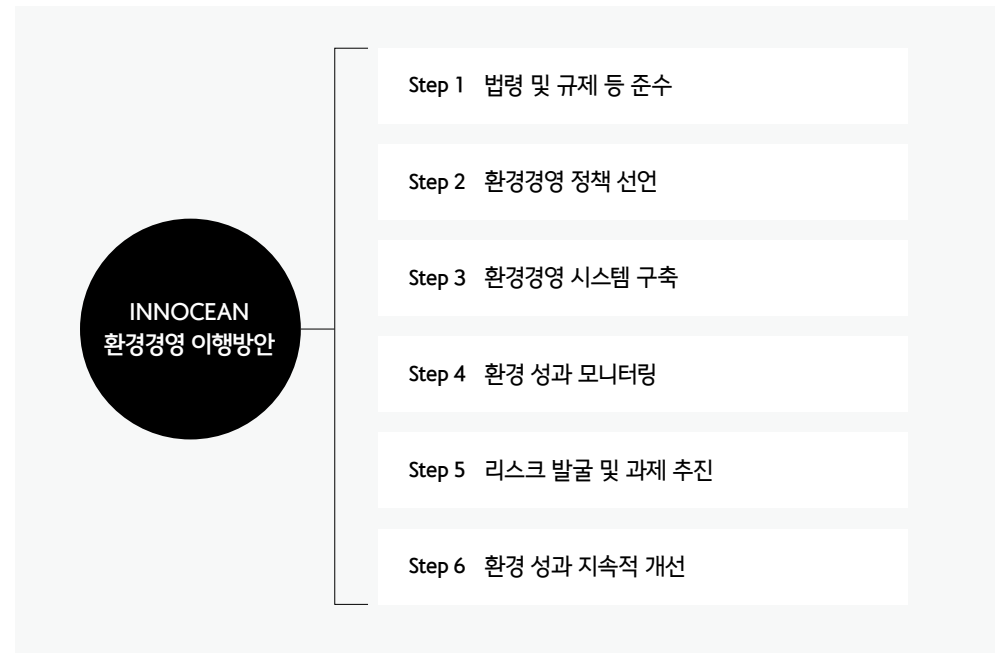 INNOCEAN
환경경영 이행방안
Step 1 법령 및 규제 등 준수
Step 2 환경경영 정책 선언
Step 3 환경경영 시스템 구축
Step 4 환경 성과 모니터링
Step 5 리스크 발굴 및 과제 추진
Step 6 환경 성과 지속적 개선